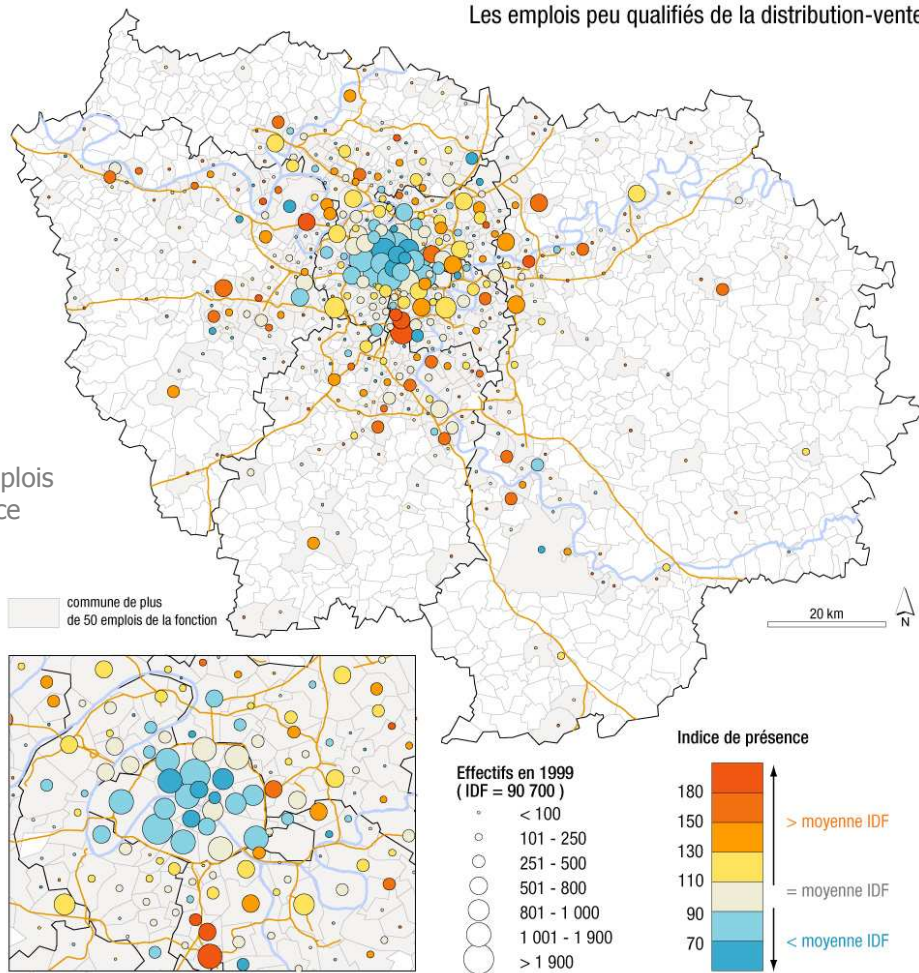 Les emplois peu qualifiés de la distribution-vente
commune de plus
de 50 emplois de la fonction
20 km
N
Effectifs en 1999
( IDF = 90 700 )
< 100
101 - 250
251 - 500
501 - 800
801 - 1 000
1 001 - 1 900
> 1 900
Indice de présence
180
150
130
110
90
70
> moyenne IDF
= moyenne IDF
< moyenne IDF